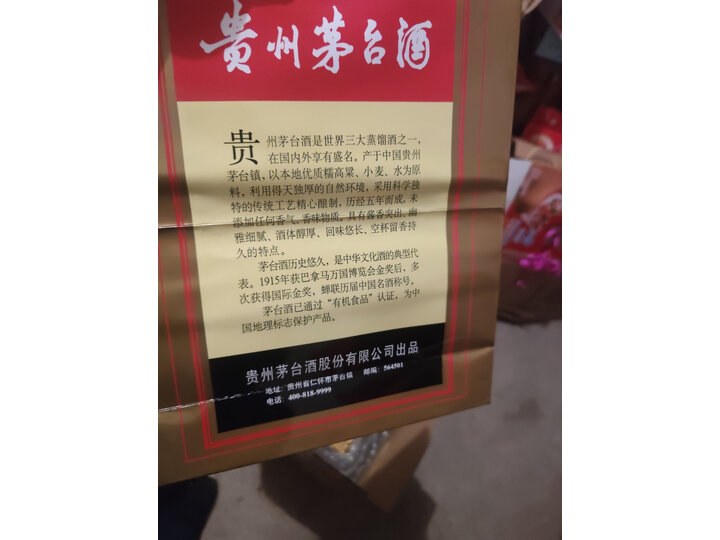 贵州茅台酒
贵州茅台酒是世界三大蒸馏酒之一，
在国内外享有盛名。产于中国贵州
茅台镇，以本地优质糯高粱、小麦、水为原
料，利用得天独厚的自然环境，采用科学独
特的传统工艺精心酿制，历经五年而成，未
添加任何香气、香味物质，具有酱香突出、幽
雅细腻、酒体醇厚、回味悠长、空杯留香持
久的特点。
茅台酒历史悠久，是中华文化酒的典型代
表。1915年获巴拿马万国博览会金奖后，多
次获得国际金奖，蝉联历届中国名酒称号。
茅台酒已通过“有机食品”认证，为中
国地理标志保护产品。
贵州茅台酒股份有限公司出品
地址：贵州省仁怀市茅台镇 邮编：564501
电话：400-818-9999